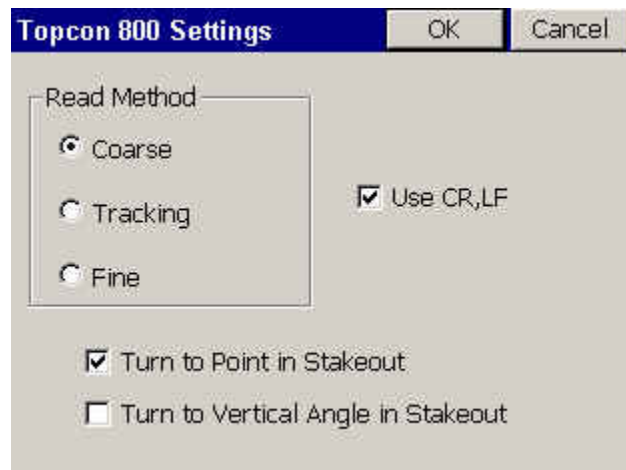 Topcon 800 Settings OK Cancel
Read Method
Coarse
Use CR,LF
Tracking
Fine
Turn to Point in Stakeout
Turn to Vertical Angle in Stakeout